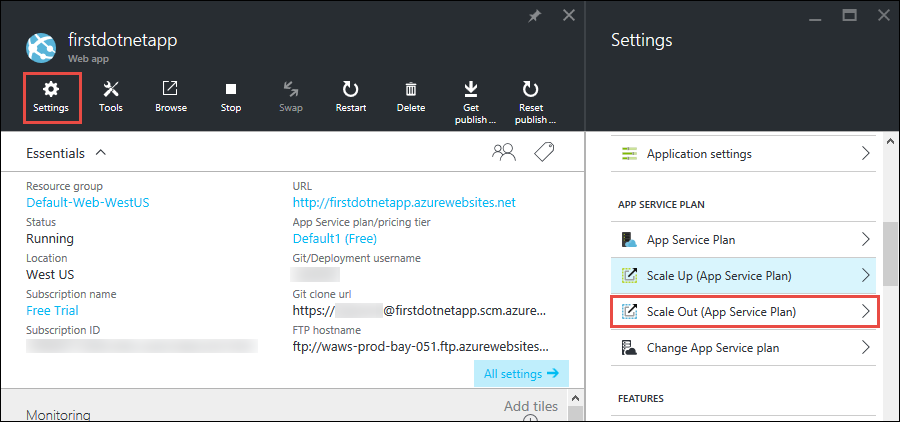 firstdotnetapp
Web app
Settings
Tools
Browse
Stop
Swap
Restart
Delete
Get
publish ...
Reset
publish ...
Essentials
Resource group
Default-Web-WestUS
Status
Running
Location
West US
Subscription name
Free Trial
Subscription ID
URL
http://firstdotnetapp.azurewebsites.net
App Service plan/pricing tier
Default1 (Free)
Git/Deployment username
Git clone url
https:// @firstdotnetapp.scm.azure...
FTP hostname
ftp://waws-prod-bay-051.ftp.azurewebsites...
All settings
Monitoring
Add tiles
Settings
Application settings
APP SERVICE PLAN
App Service Plan
Scale Up (App Service Plan)
Scale Out (App Service Plan)
Change App Service plan
FEATURES